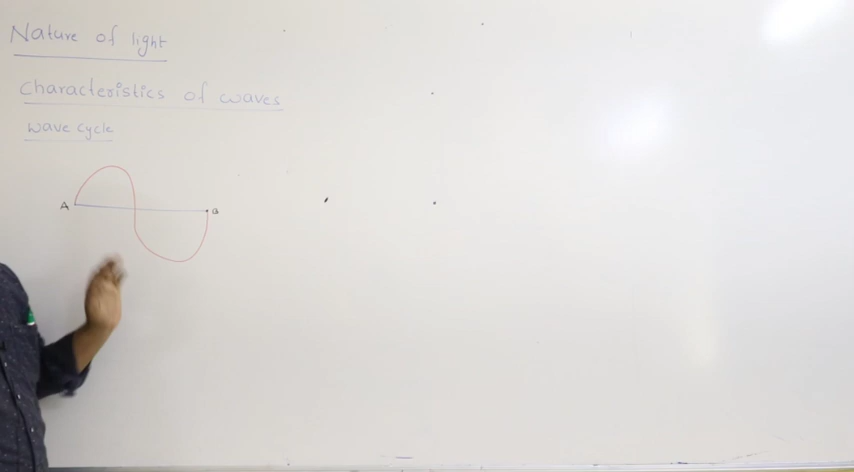 Nature of light
Characteristics of waves
Wave cycle
A
B